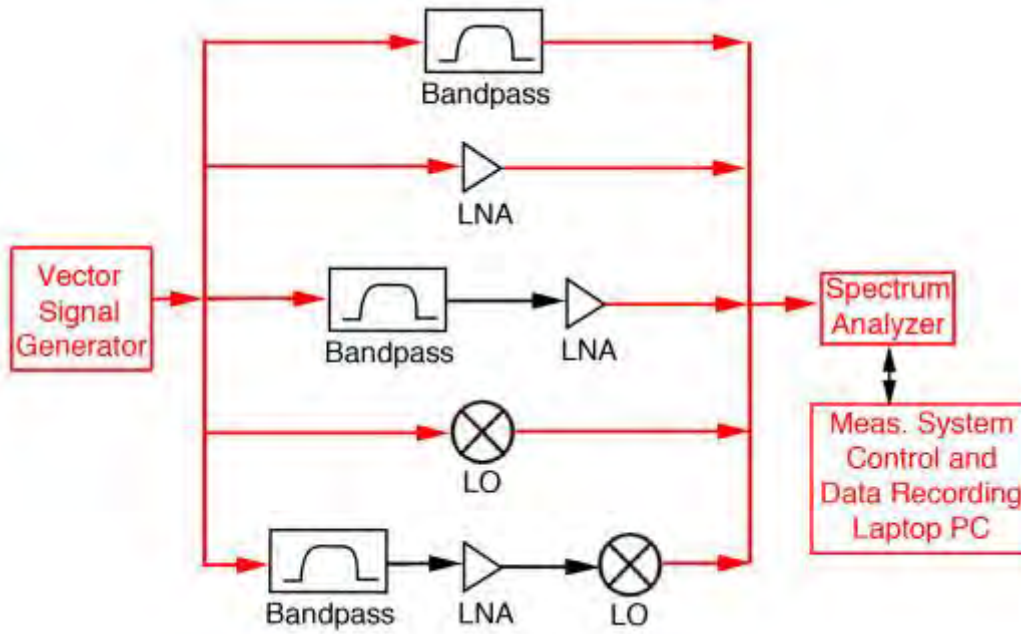 Bandpass
LNA
Vector
Signal
Generator
Bandpass
LNA
Spectrum
Analyzer
LO
Meas. System
Control and
Data Recording
Laptop PC
Bandpass
LNA
LO